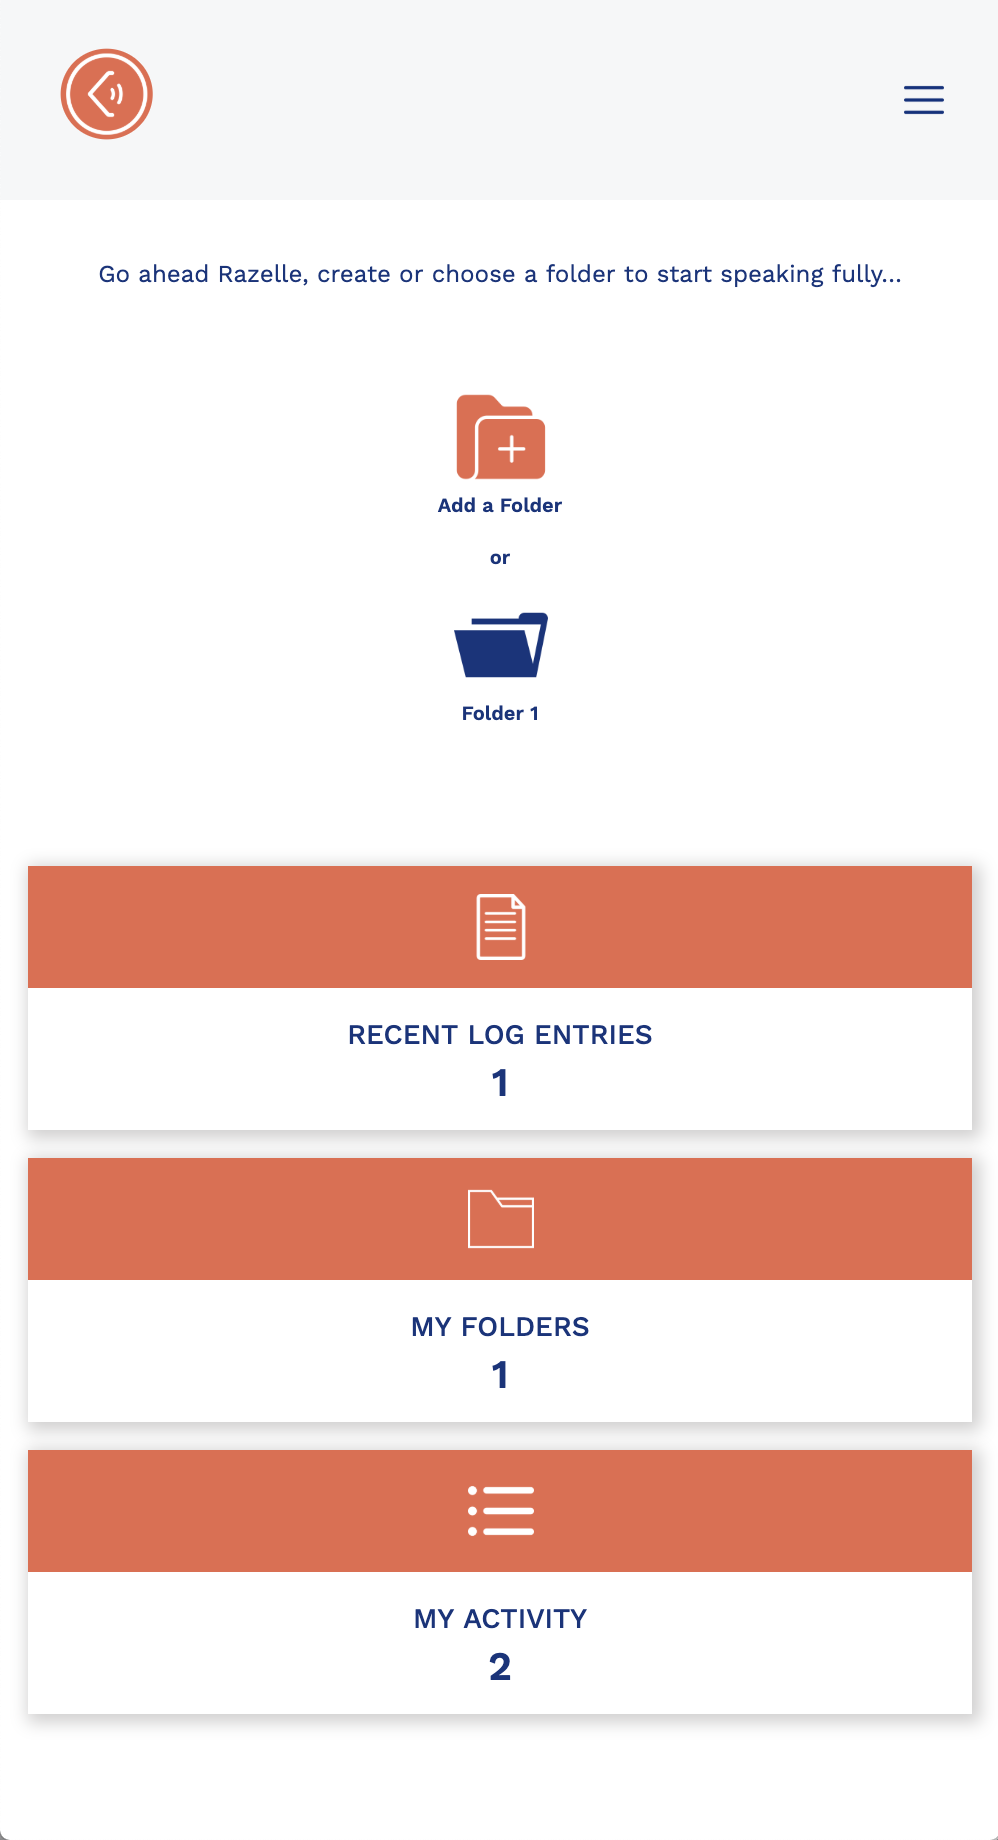 Go ahead Razelle, create or choose a folder to start speaking fully...
Add a Folder
or
Folder 1
RECENT LOG ENTRIES
1
MY FOLDERS
1
MY ACTIVITY
2